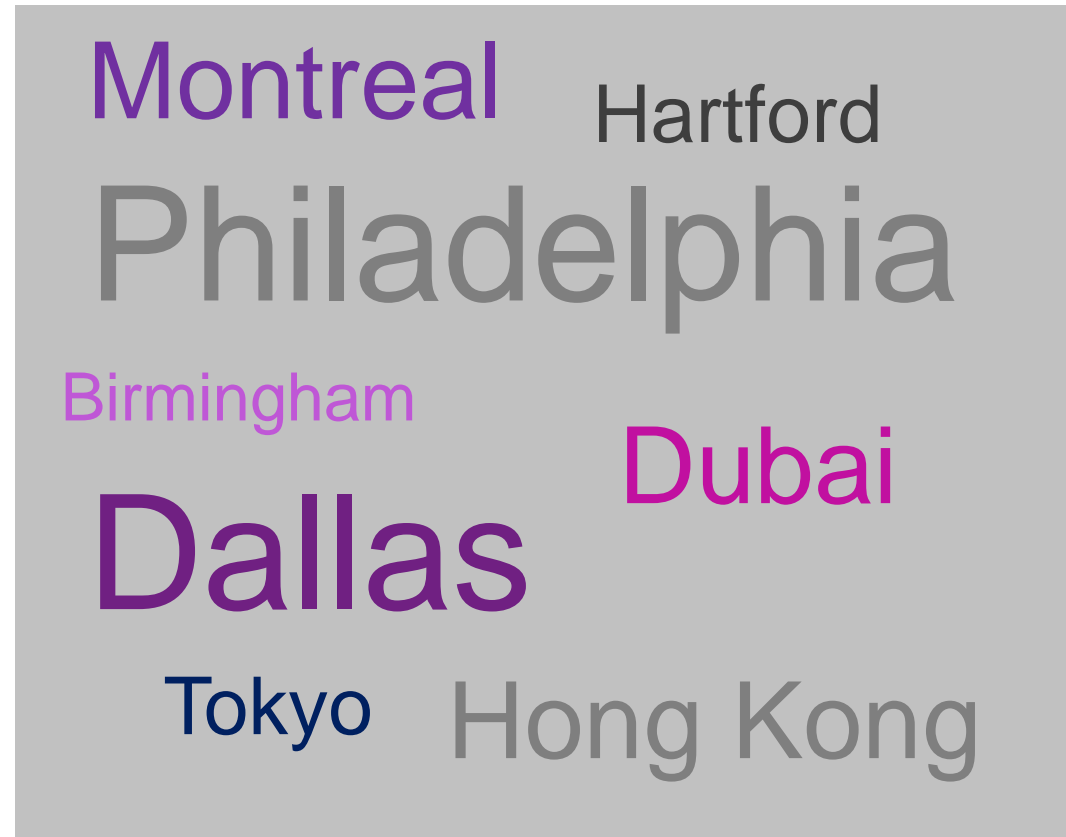 Montreal
Hartford
Philadelphia
Birmingham
Dubai
Dallas
Tokyo
Hong Kong